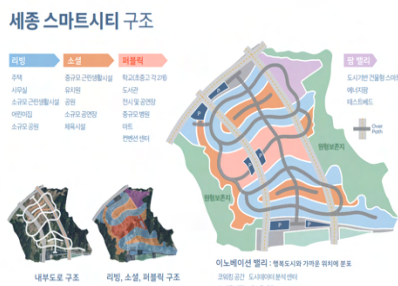 세종 스마트시티 구조
리빙
소셜
퍼블릭
팜 밸리
주택
사무실
소규모 근린생활시설
어린이집
소규모 공원
중규모 근린생활시설
유치원
공원
소규모 공연장
체육시설
학교(초중고 각 2개)
도서관
전시 및 공연장
중규모 병원
마트
컨벤션 센터
도시기반 건물형 스마
에너지팜
테스트베드
Over
Path
P
P
P
P
P
원형보존지
원형보존지
내부도로 구조
리빙, 소셜, 퍼블릭 구조
이노베이션 밸리 : 행복도시와 가까운 위치에 분포
코워킹 공간 도시데이터 분석 센터